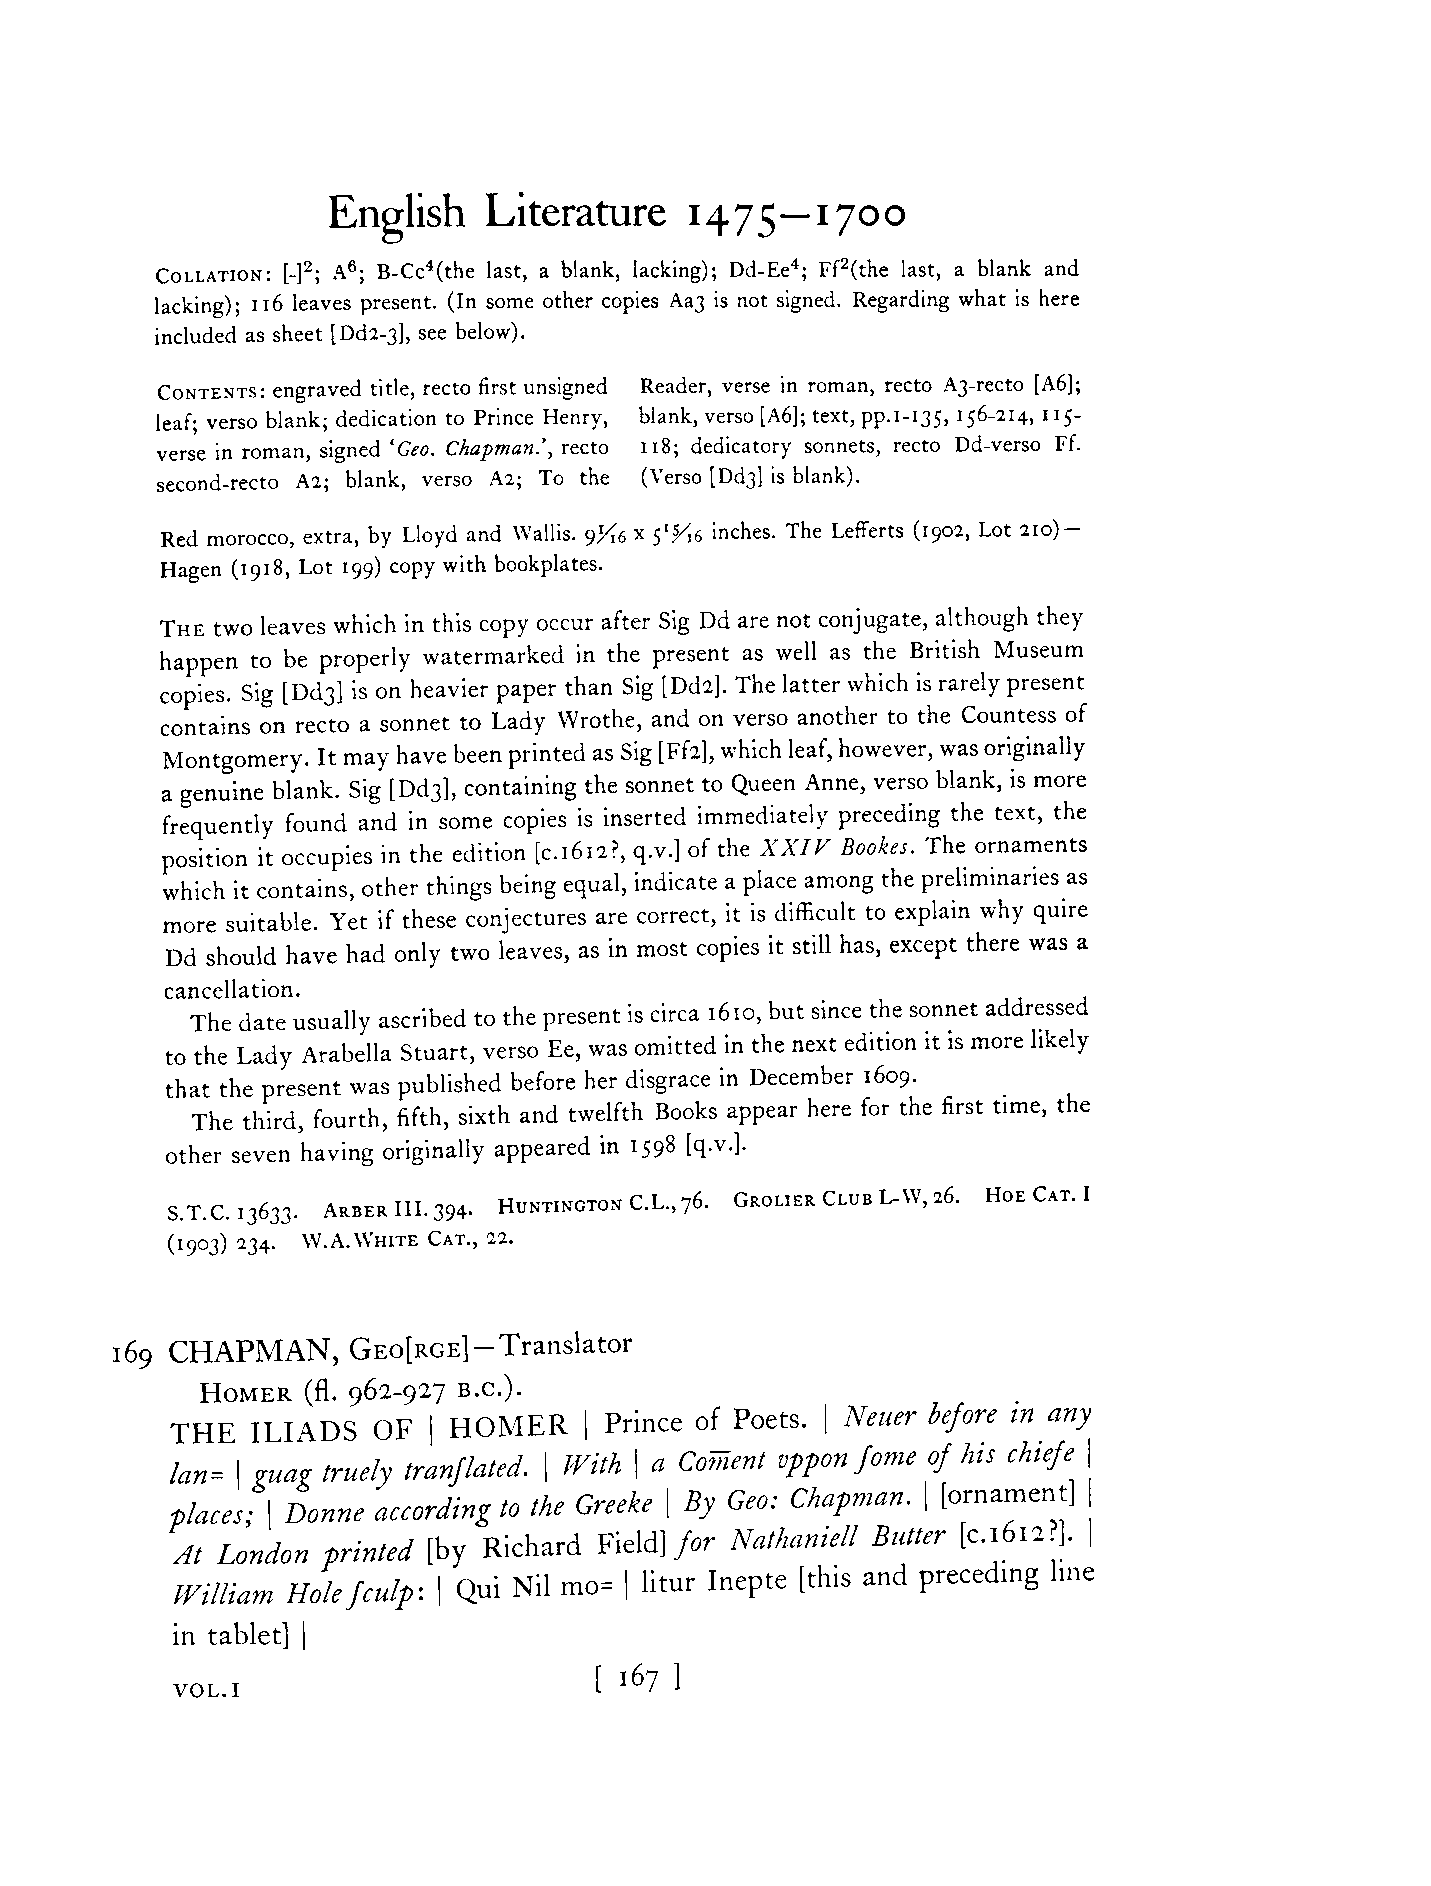 English Literature 1475—1700
COLLATION: [-]²; A⁶; B-Cc⁴(the last, a blank, lacking); Dd-Ee⁴; Ff²(the last, a blank and
lacking); 116 leaves present. (In some other copies Aa3 is not signed. Regarding what is here
included as sheet [Dd2-3], see below).
CONTENTS: engraved title, recto first unsigned
leaf; verso blank; dedication to Prince Henry,
verse in roman, signed ‘Geo. Chapman.’, recto
second-recto A2; blank, verso A2; To the
Reader, verse in roman, recto A3-recto [A6];
blank, verso [A6]; text, pp.1-135, 156-214, 115-
118; dedicatory sonnets, recto Dd-verso Ff.
(Verso [Dd3] is blank).
Red morocco, extra, by Lloyd and Wallis. 9 1/16 x 5 15/16 inches. The Lefferts (1902, Lot 210)—
Hagen (1918, Lot 199) copy with bookplates.
THE two leaves which in this copy occur after Sig Dd are not conjugate, although they
happen to be properly watermarked in the present as well as the British Museum
copies. Sig [Dd3] is on heavier paper than Sig [Dd2]. The latter which is rarely present
contains on recto a sonnet to Lady Wrothe, and on verso another to the Countess of
Montgomery. It may have been printed as Sig [Ff2], which leaf, however, was originally
a genuine blank. Sig [Dd3], containing the sonnet to Queen Anne, verso blank, is more
frequently found and in some copies is inserted immediately preceding the text, the
position it occupies in the edition [c.1612?, q.v.] of the XXIV Bookes. The ornaments
which it contains, other things being equal, indicate a place among the preliminaries as
more suitable. Yet if these conjectures are correct, it is difficult to explain why quire
Dd should have had only two leaves, as in most copies it still has, except there was a
cancellation.
The date usually ascribed to the present is circa 1610, but since the sonnet addressed
to the Lady Arabella Stuart, verso Ee, was omitted in the next edition it is more likely
that the present was published before her disgrace in December 1609.
The third, fourth, fifth, sixth and twelfth Books appear here for the first time, the
other seven having originally appeared in 1598 [q.v.].
S.T.C. 13633. ARBER III. 394. HUNTINGTON C.L., 76. GROLIER CLUB L-W, 26. HOE CAT. I
(1903) 234. W.A.WHITE CAT., 22.
169 CHAPMAN, GEO[RGE]—Translator
HOMER (fl. 962-927 B.C.).
THE ILIADS OF | HOMER | Prince of Poets. | Neuer before in any
lan= | guag truely tranſlated. | With | a Com̅ent vppon ſome of his chiefe |
places; | Donne according to the Greeke | By Geo: Chapman. | [ornament] |
At London printed [by Richard Field] for Nathaniell Butter [c.1612?]. |
William Hole ſculp: | Qui Nil mo= | litur Inepte [this and preceding line
in tablet] |
VOL.I [ 167 ]